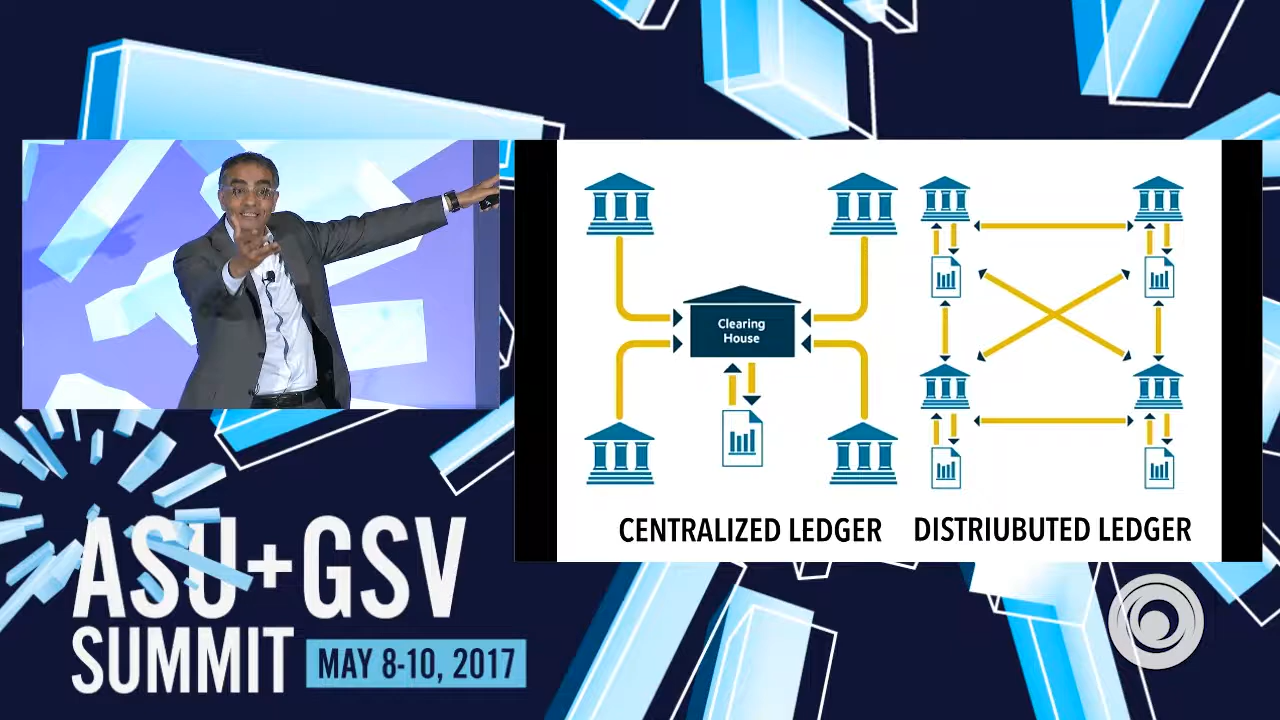 Clearing
House
CENTRALIZED LEDGER
DISTRIUBUTED LEDGER
ASU+GSV
SUMMIT
MAY 8-10, 2017